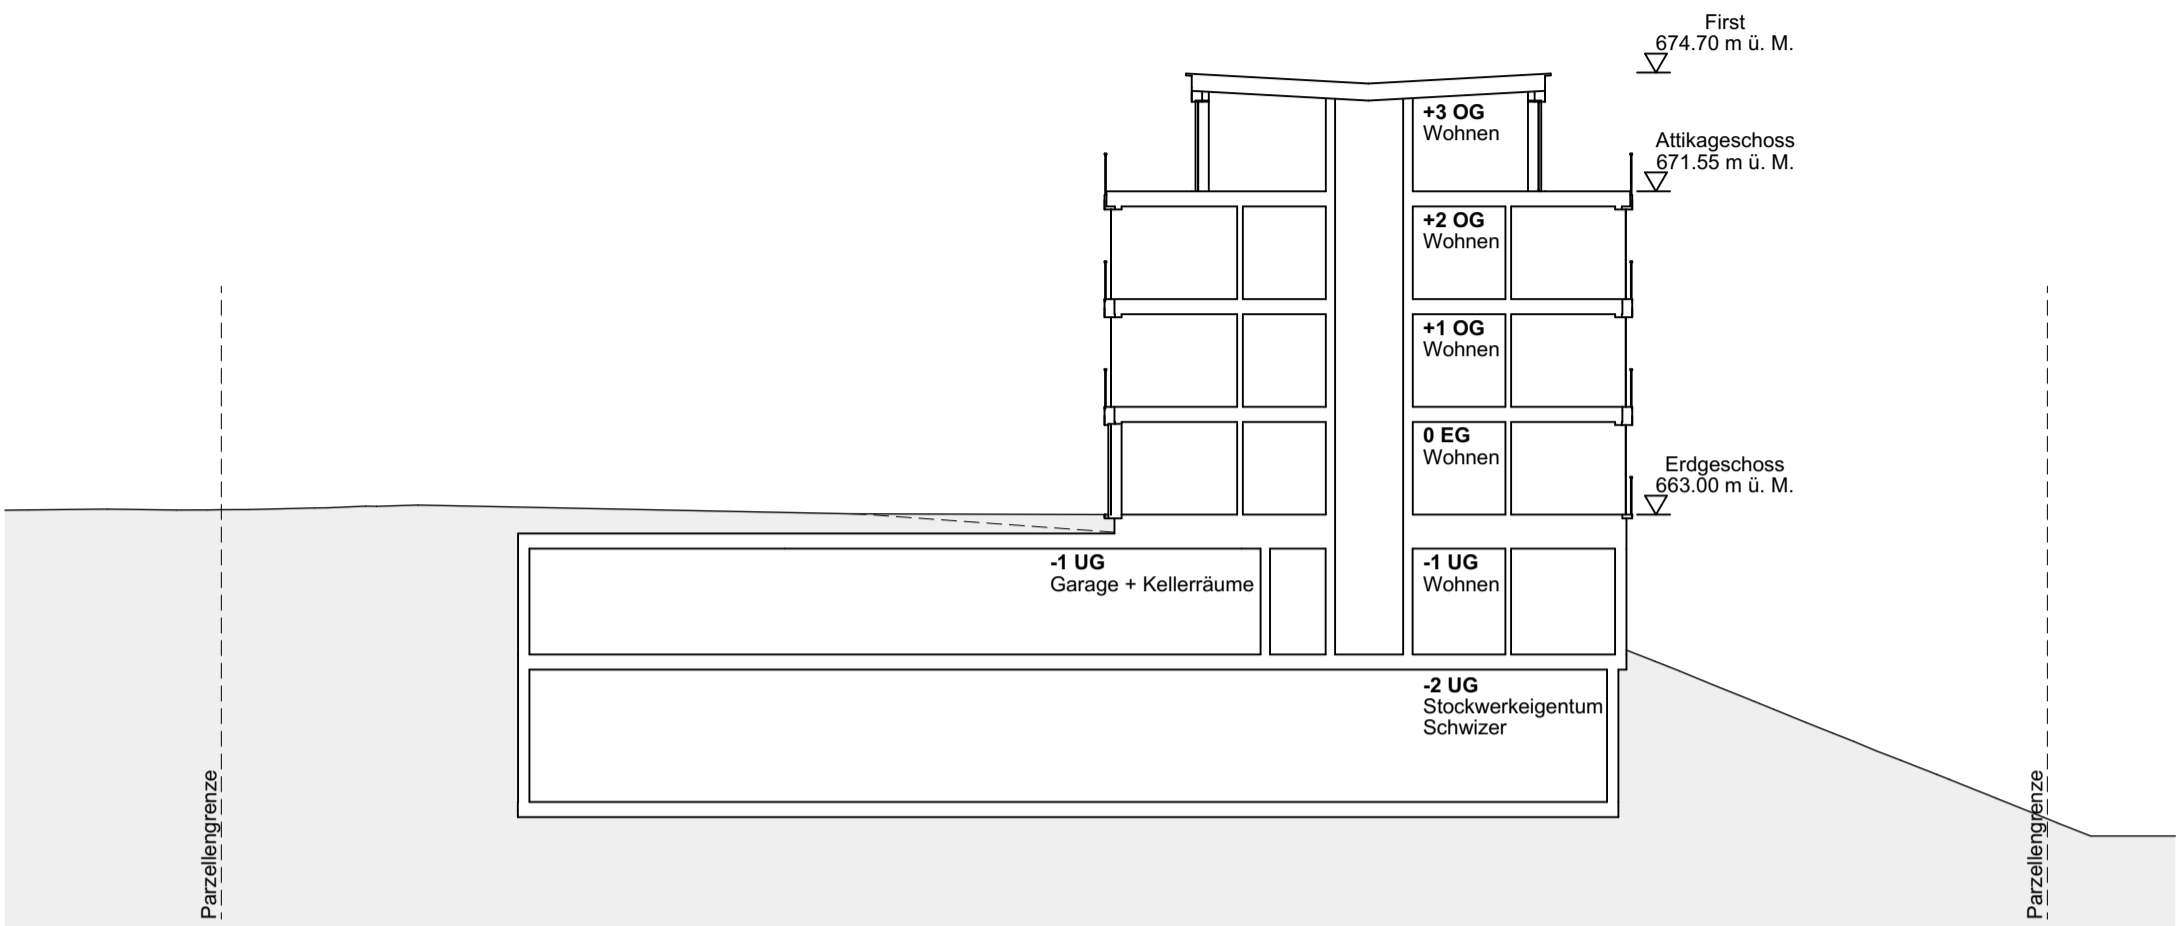 First
674.70 m ü. M.
+3 OG
Wohnen
Attikageschoss
671.55 m ü. M.
+2 OG
Wohnen
+1 OG
Wohnen
0 EG
Wohnen
Erdgeschoss
663.00 m ü. M.
-1 UG
Garage + Kellerräume
-1 UG
Wohnen
-2 UG
Stockwerkeigentum
Schwizer
Parzellengrenze
Parzellengrenze